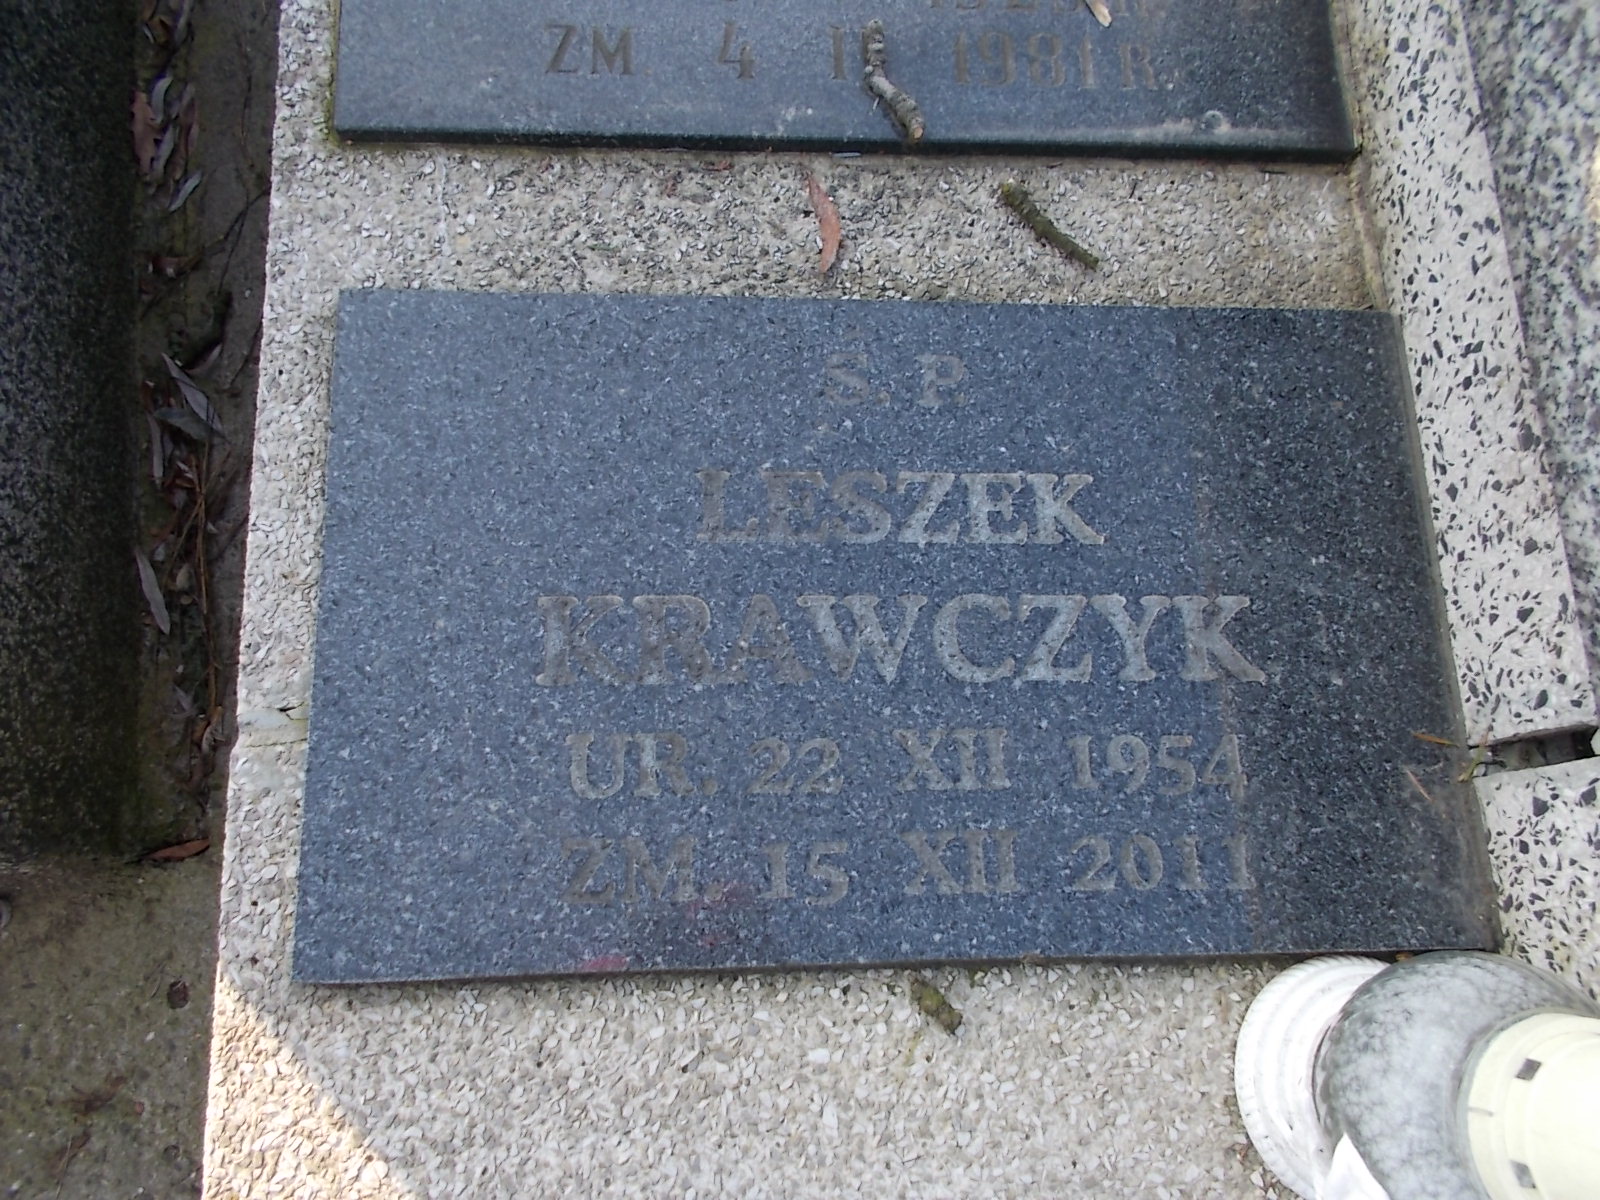 ZM. 4 II 1981 R.
Ś. P.
LESZEK
KRAWCZYK
UR. 22 XII 1954
ZM. 15 XII 2011